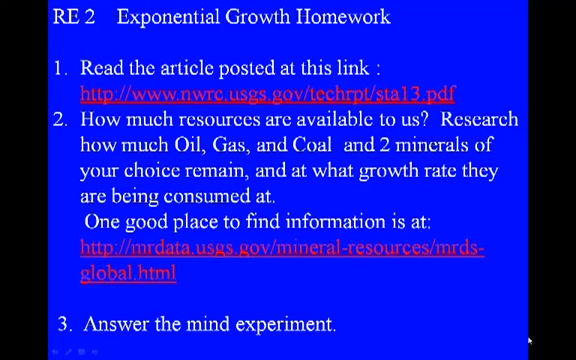 RE 2 Exponential Growth Homework
1. Read the article posted at this link :
http://www.nwrc.usgs.gov/techrpt/sta13.pdf
2. How much resources are available to us? Research
how much Oil, Gas, and Coal and 2 minerals of
your choice remain, and at what growth rate they
are being consumed at.
One good place to find information is at:
http://mrdata.usgs.gov/mineral-resources/mrds-
global.html
3. Answer the mind experiment.